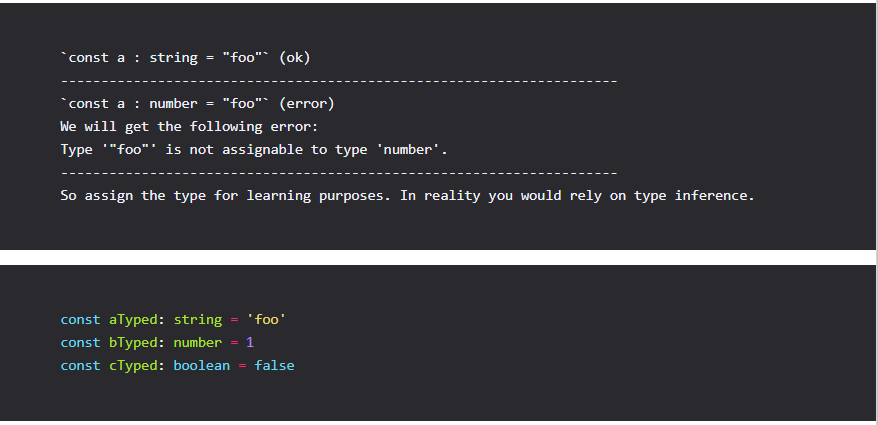 `const a : string = "foo"` (ok)
---------------------------------------------------------------------
`const a : number = "foo"` (error)
We will get the following error:
Type '"foo"' is not assignable to type 'number'.
---------------------------------------------------------------------
So assign the type for learning purposes. In reality you would rely on type inference.
const aTyped: string = 'foo'
const bTyped: number = 1
const cTyped: boolean = false